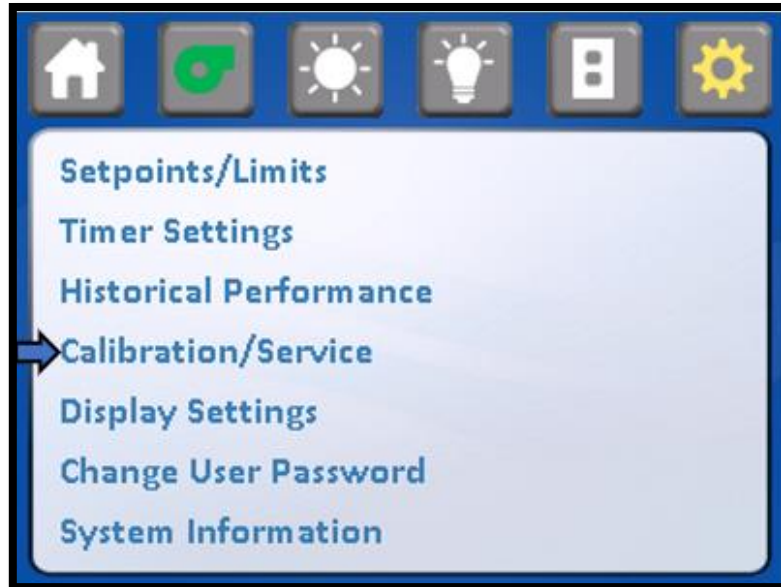 Setpoints/Limits
Timer Settings
Historical Performance
Calibration/Service
Display Settings
Change User Password
System Information